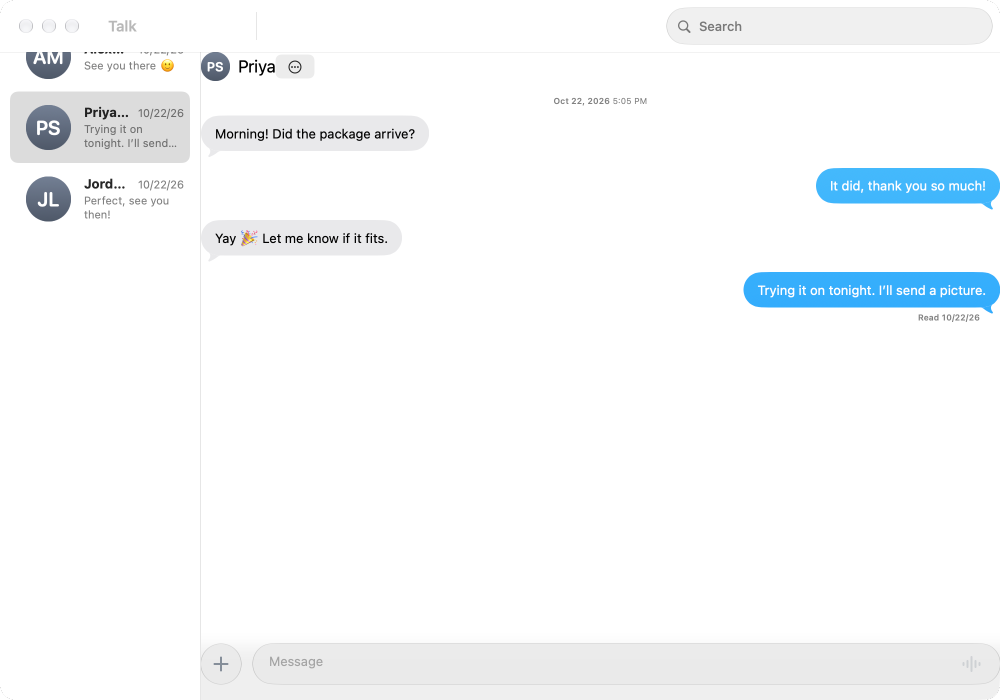 Talk
Search
AM
See you there 🙂
PS
Priya... 10/22/26
Trying it on
tonight. I'll send...
JL
Jord... 10/22/26
Perfect, see you
then!
PS Priya
Oct 22, 2026 5:05 PM
Morning! Did the package arrive?
It did, thank you so much!
Yay 🎉 Let me know if it fits.
Trying it on tonight. I'll send a picture.
Read 10/22/26
Message